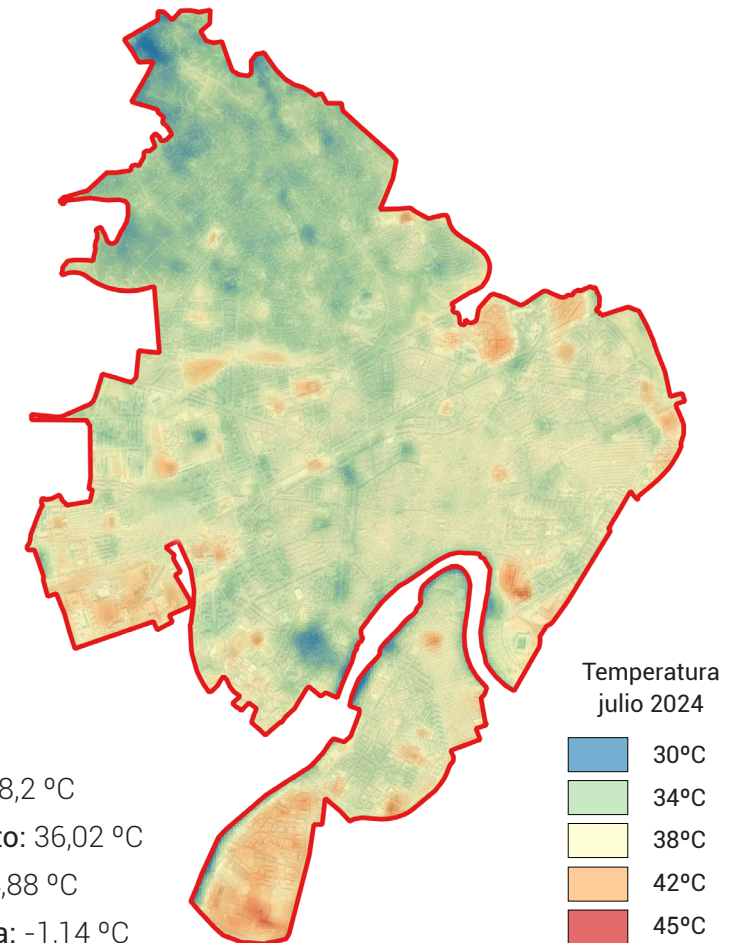 Temperatura
julio 2024
30ºC
34ºC
38ºC
42ºC
45ºC
8,2 ºC
36,02 ºC
,88 ºC
-1,14 ºC